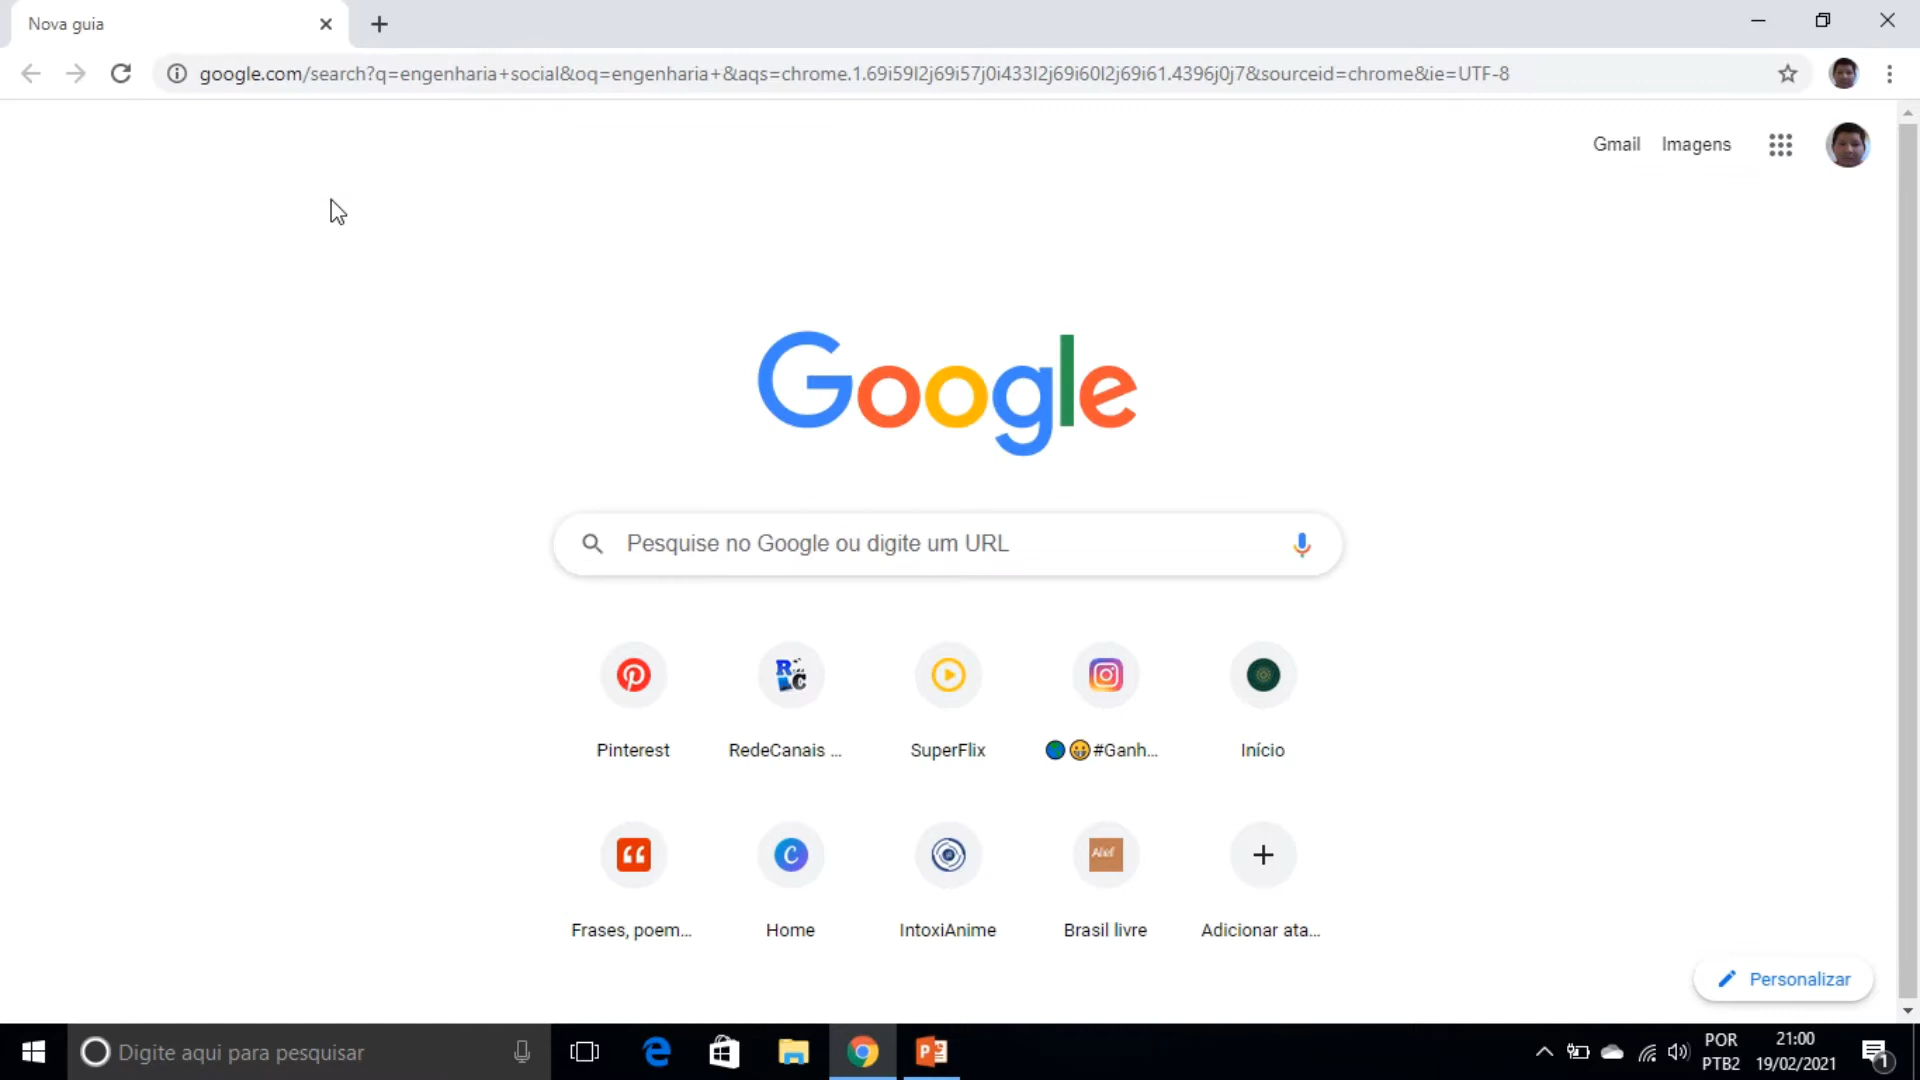 Nova guia
google.com/search?q=engenharia+social&oq=engenharia+&aqs=chrome.1.69i59l2j69i57j0i433l2j69i60l2j69i61.4396j0j7&sourceid=chrome&ie=UTF-8
Gmail Imagens
Google
Pesquise no Google ou digite um URL
Pinterest RedeCanais ... SuperFlix 🌎😀#Ganh... Início
Frases, poem... Home IntoxiAnime Brasil livre Adicionar ata...
Personalizar
Digite aqui para pesquisar
POR 21:00
PTB2 19/02/2021
1